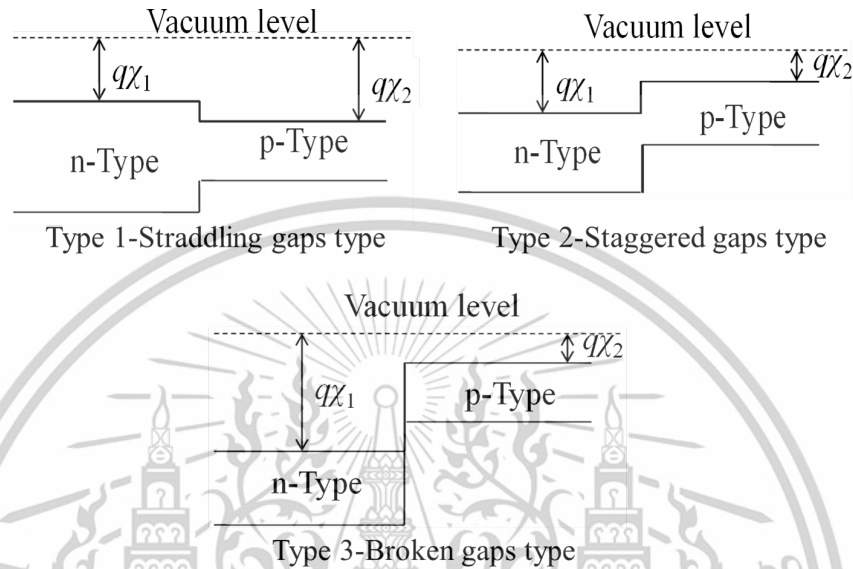 Vacuum level
qχ₁
qχ₂
n-Type
p-Type
Type 1-Straddling gaps type
Vacuum level
qχ₁
qχ₂
n-Type
p-Type
Type 2-Staggered gaps type
Vacuum level
qχ₁
qχ₂
n-Type
p-Type
Type 3-Broken gaps type